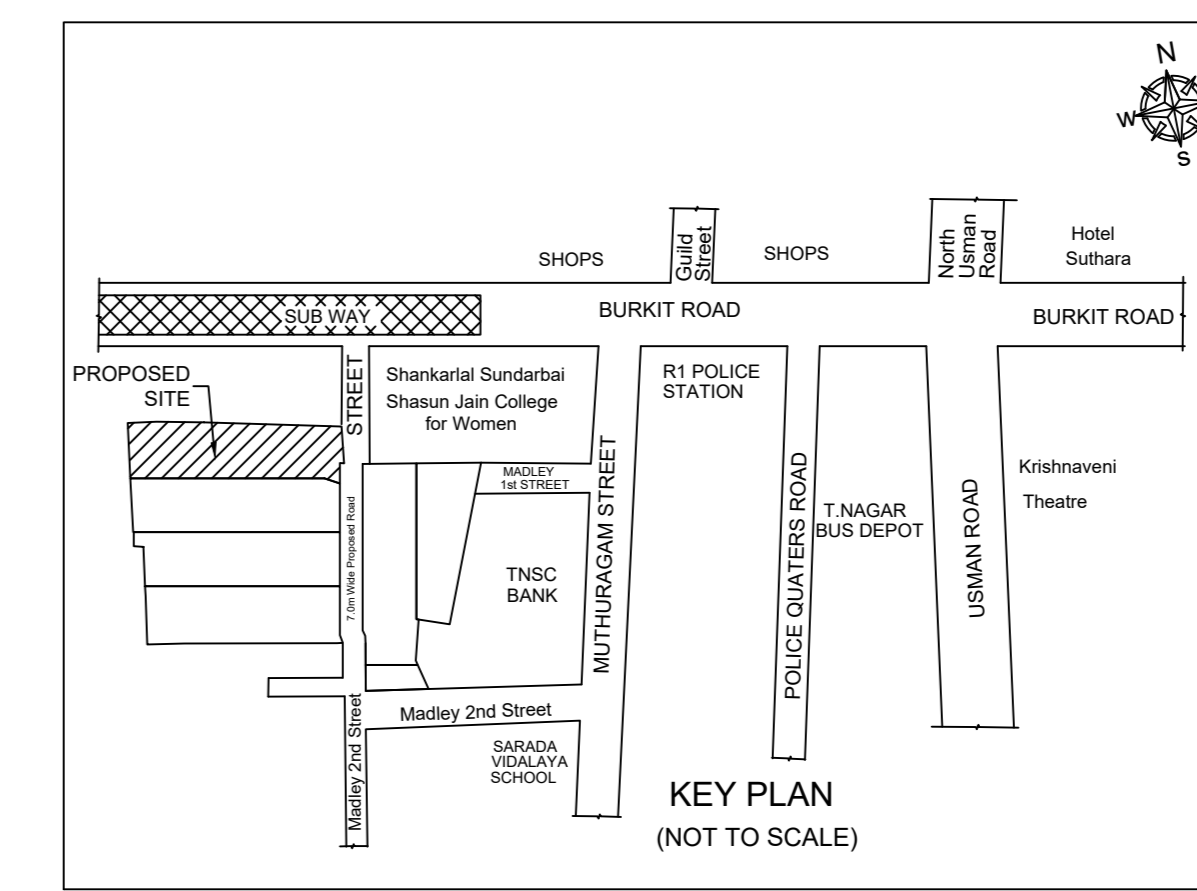 N
W
S
SHOPS
Guild
Street
SHOPS
North
Usman
Road
Hotel
Suthara
SUB WAY
BURKIT ROAD
BURKIT ROAD
PROPOSED
SITE
STREET
Shankarlal Sundarbai
Shasun Jain College
for Women
R1 POLICE
STATION
MADLEY
1st STREET
MUTHURAGAM STREET
POLICE QUATERS ROAD
T.NAGAR
BUS DEPOT
USMAN ROAD
Krishnaveni
Theatre
7.0m Wide Proposed Road
TNSC
BANK
Madley 2nd Street
Madley 2nd Street
SARADA
VIDALAYA
SCHOOL
KEY PLAN
(NOT TO SCALE)